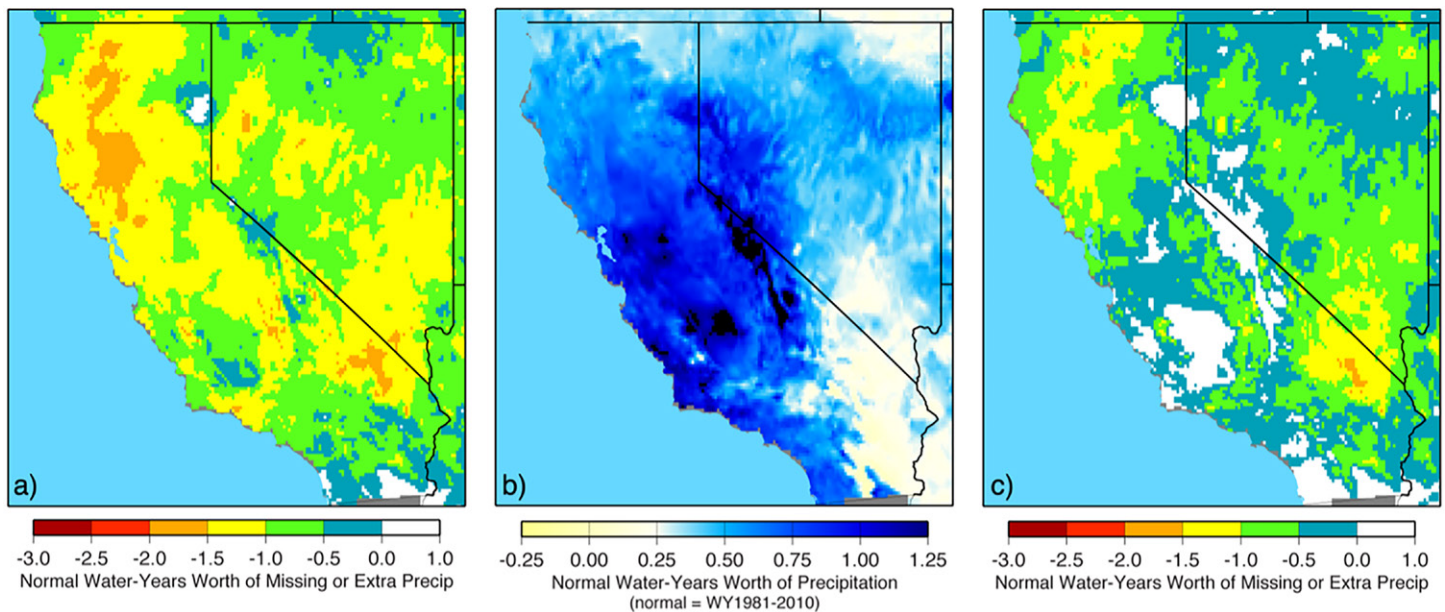 a)
b)
c)
-3.0 -2.5 -2.0 -1.5 -1.0 -0.5 0.0 1.0
Normal Water-Years Worth of Missing or Extra Precip
-0.25 0.00 0.25 0.50 0.75 1.00 1.25
Normal Water-Years Worth of Precipitation
(normal = WY1981-2010)
-3.0 -2.5 -2.0 -1.5 -1.0 -0.5 0.0 1.0
Normal Water-Years Worth of Missing or Extra Precip